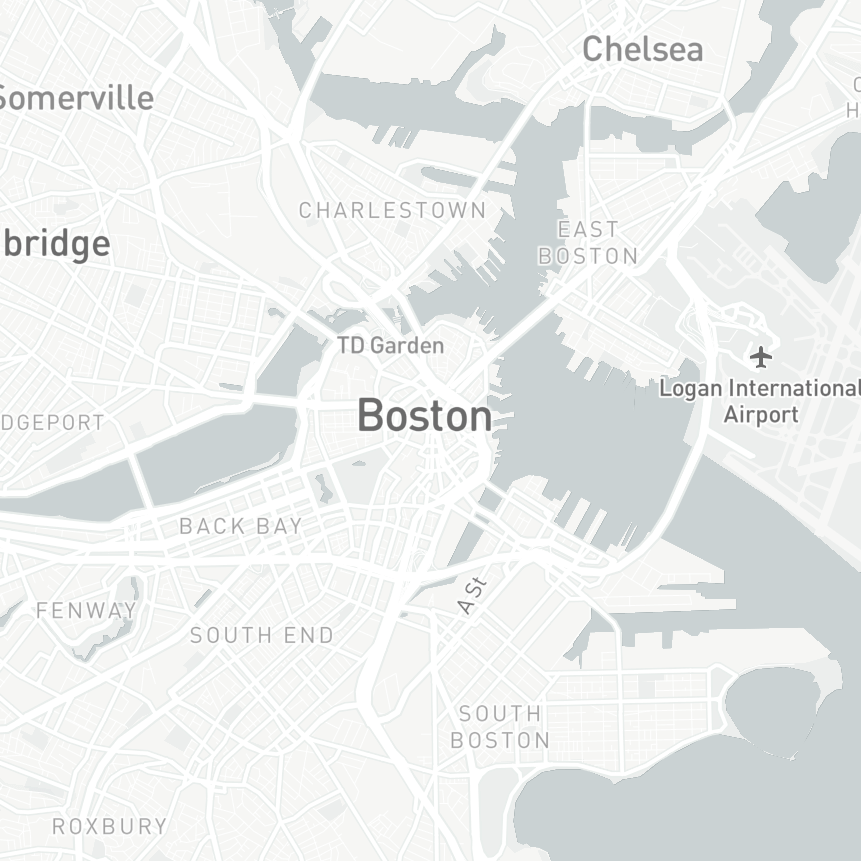 Chelsea
Somerville
C
H
CHARLESTOWN
EAST
BOSTON
bridge
TD Garden
Logan International
Airport
Boston
DGEPORT
BACK BAY
A St
FENWAY
SOUTH END
SOUTH
BOSTON
ROXBURY